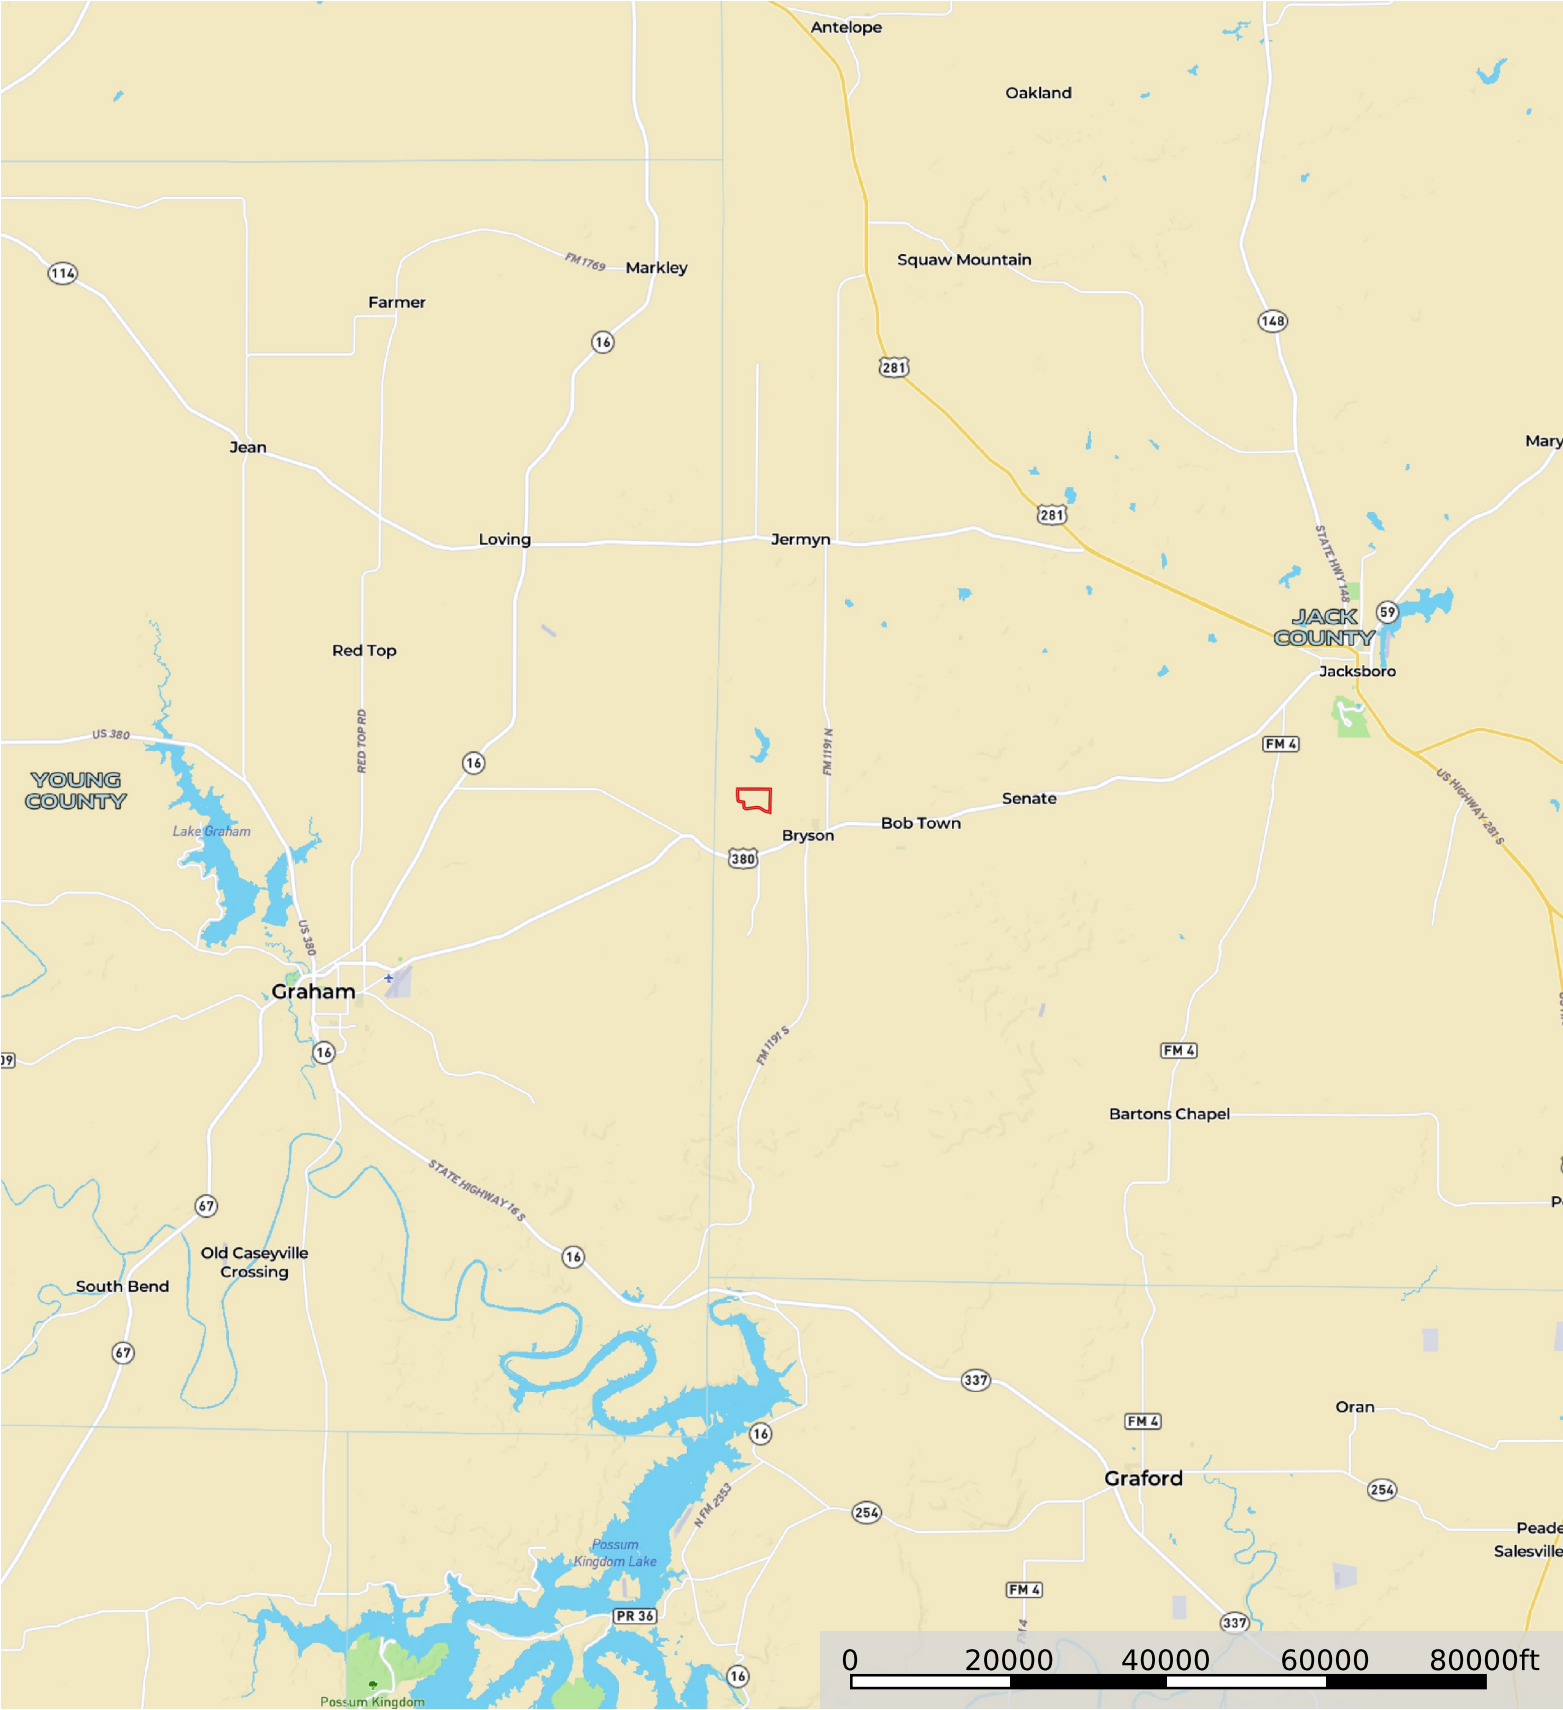 Antelope
Oakland
Squaw Mountain
114
FM 1769
Markley
Farmer
16
148
281
Jean
Mary
281
Loving
Jermyn
STATE HWY 148
59
JACK
COUNTY
Red Top
Jacksboro
RED TOP RD
US 380
FM 1191 N
FM 4
16
YOUNG
COUNTY
US HIGHWAY 281 S
Senate
Lake Graham
Bob Town
Bryson
380
US 380
Graham
16
09
FM 1191 S
FM 4
Bartons Chapel
STATE HIGHWAY 16 S
67
P
Old Caseyville
Crossing
16
South Bend
67
337
Oran
FM 4
16
Graford
254
N FM 2353
254
Peade
Salesville
Possum
Kingdom Lake
FM 4
PR 36
337
FM 4
16
Possum Kingdom
0 20000 40000 60000 80000ft